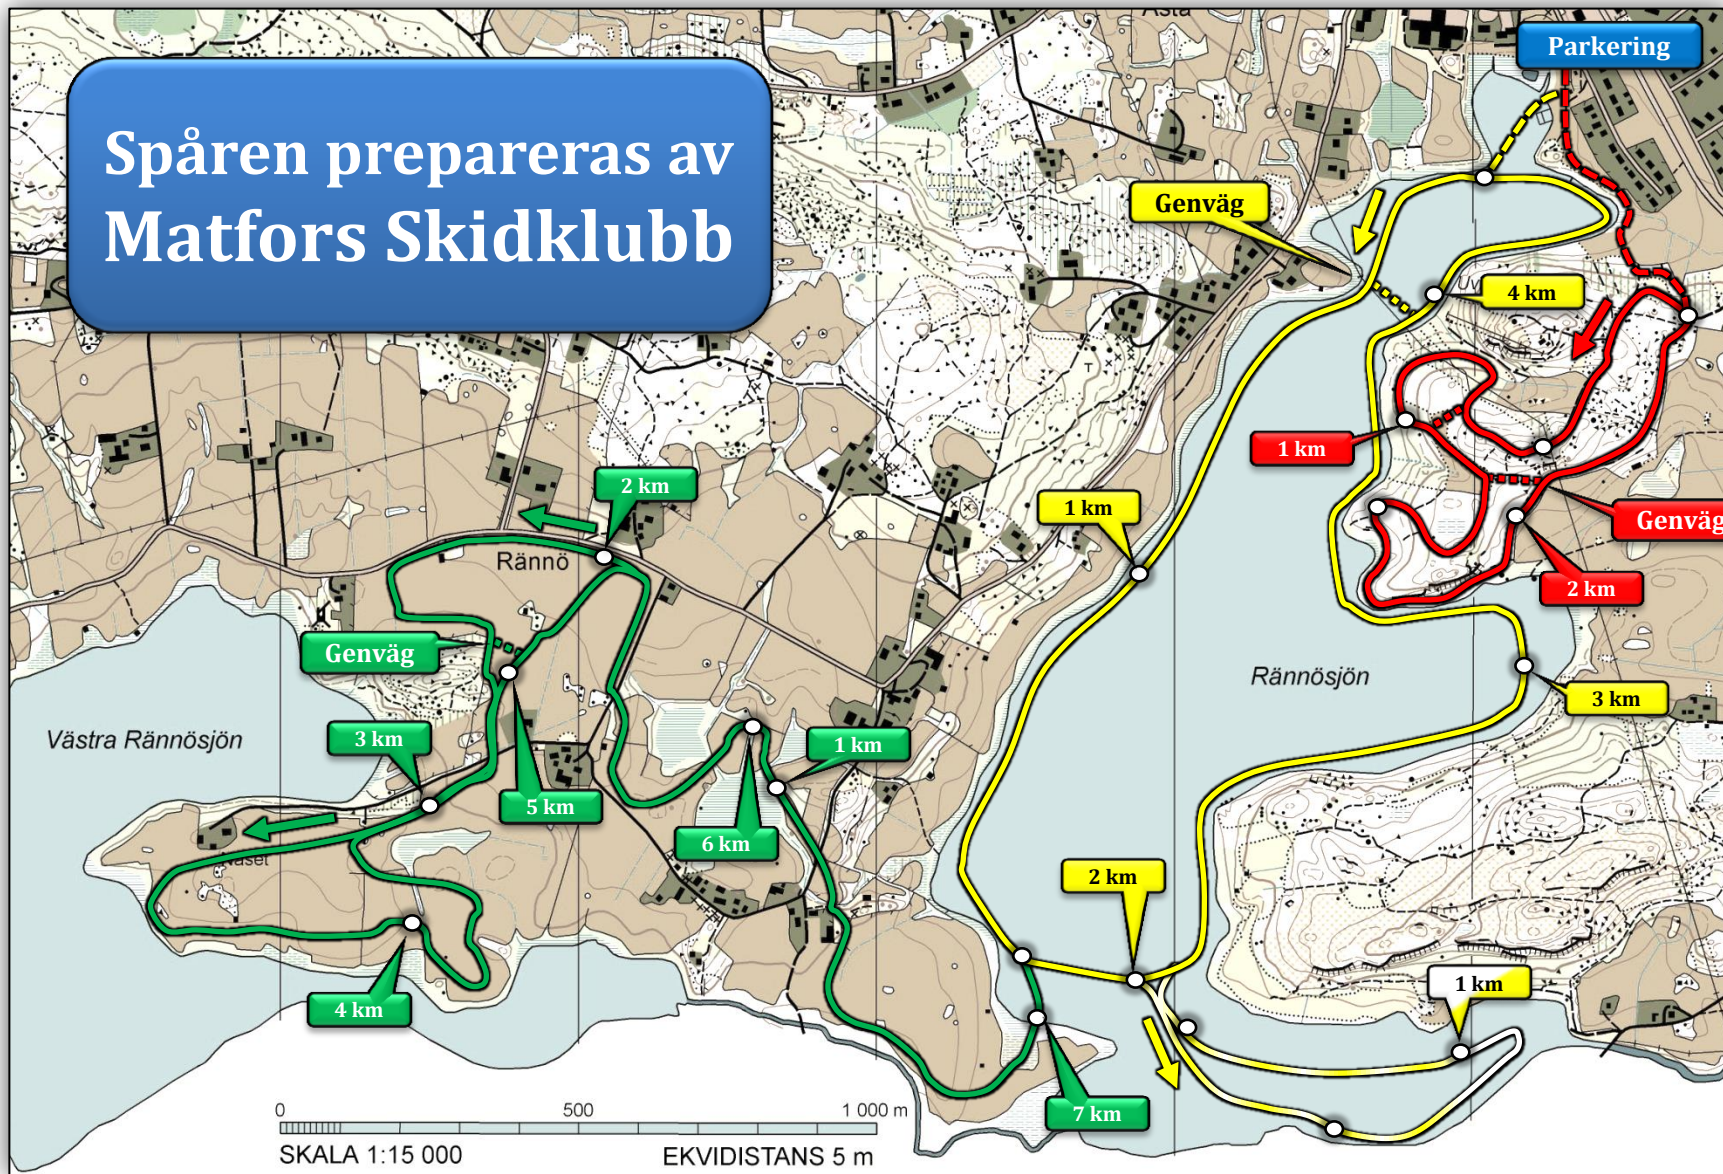 Åsta
Parkering
Spåren prepareras av
Matfors Skidklubb
Genväg
4 km
1 km
Genväg
2 km
1 km
2 km
Rännö
Genväg
Rännösjön
3 km
Västra Rännösjön
3 km
1 km
5 km
6 km
Näset
2 km
4 km
1 km
7 km
0 500 1 000 m
SKALA 1:15 000 EKVIDISTANS 5 m